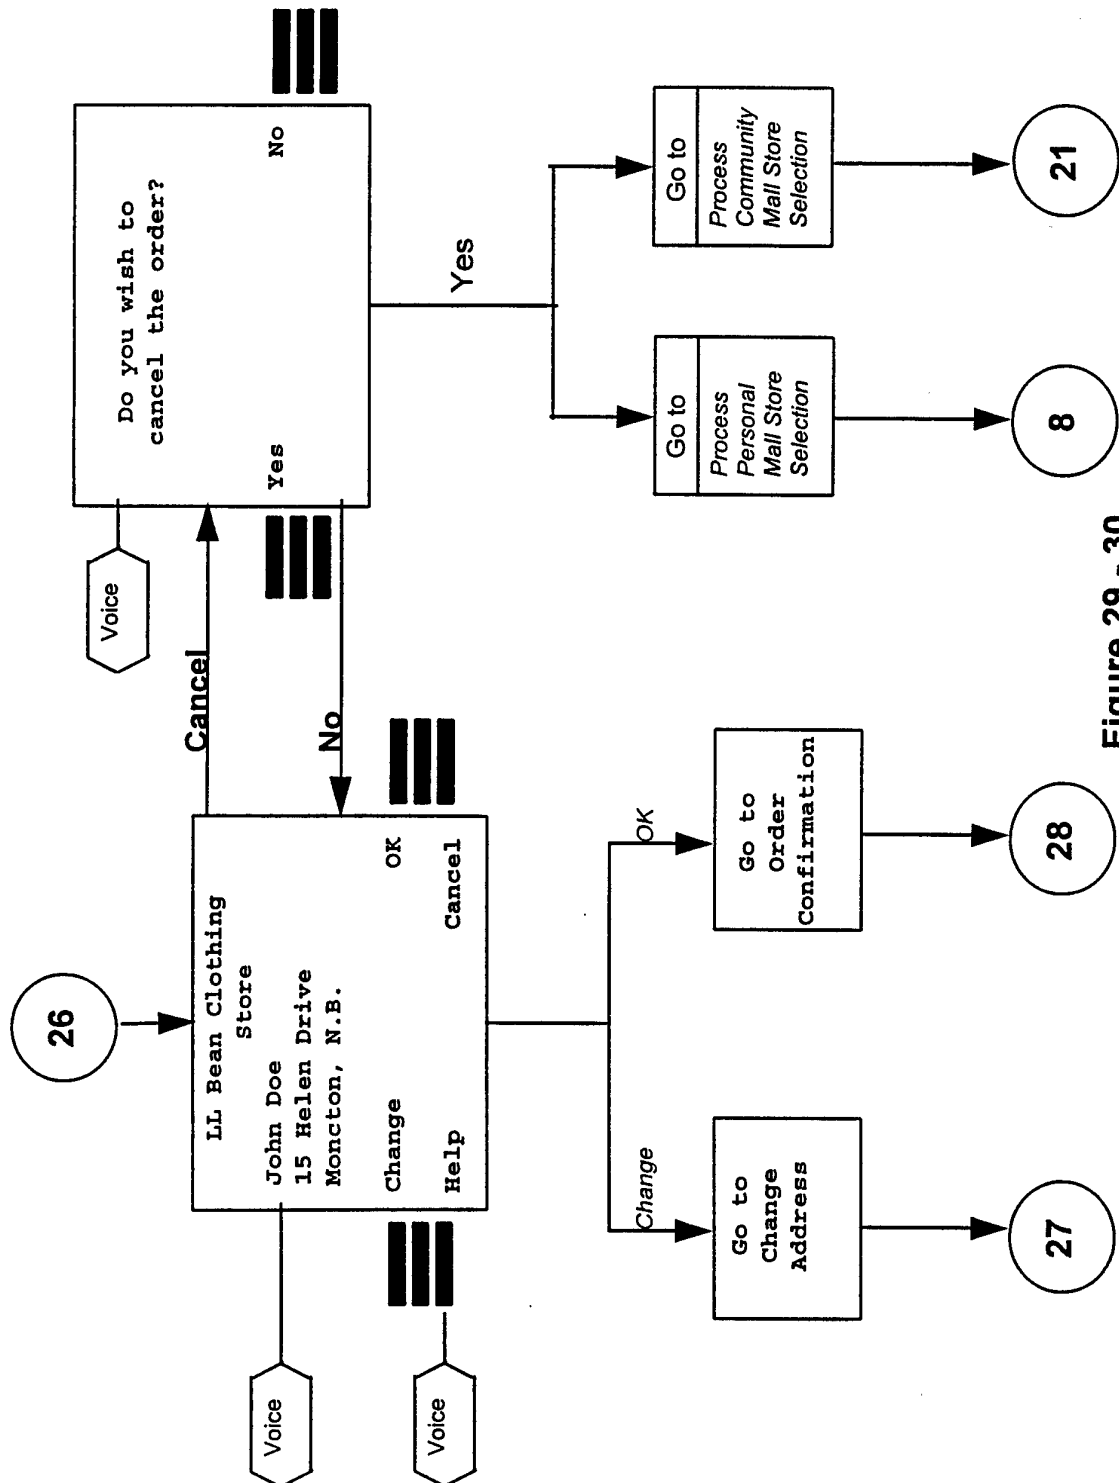 26
LL Bean Clothing
Store
John Doe
15 Helen Drive
Moncton, N.B.
Change OK
Help Cancel
Voice
Voice
Cancel
No
Voice
Do you wish to
cancel the order?
Yes No
Change
OK
Go to
Change
Address
Go to
Order
Confirmation
27
28
Yes
Go to
Process
Personal
Mall Store
Selection
Go to
Process
Community
Mall Store
Selection
8
21
Figure 29 - 30